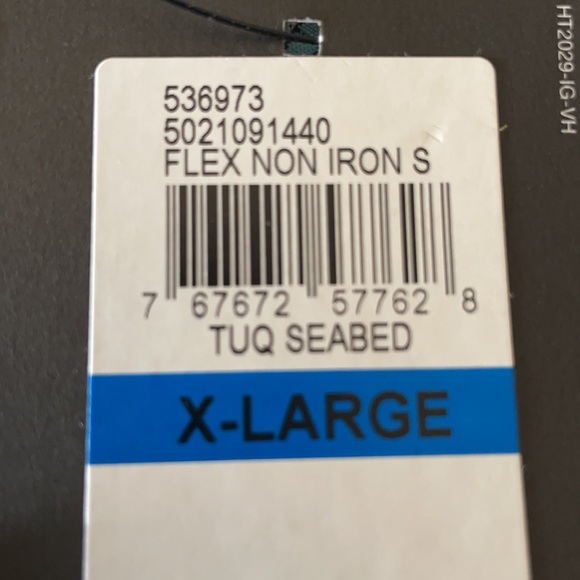 536973
5021091440
FLEX NON IRON S
7 67672 57762 8
TUQ SEABED
X-LARGE
HT2029-IG-VH